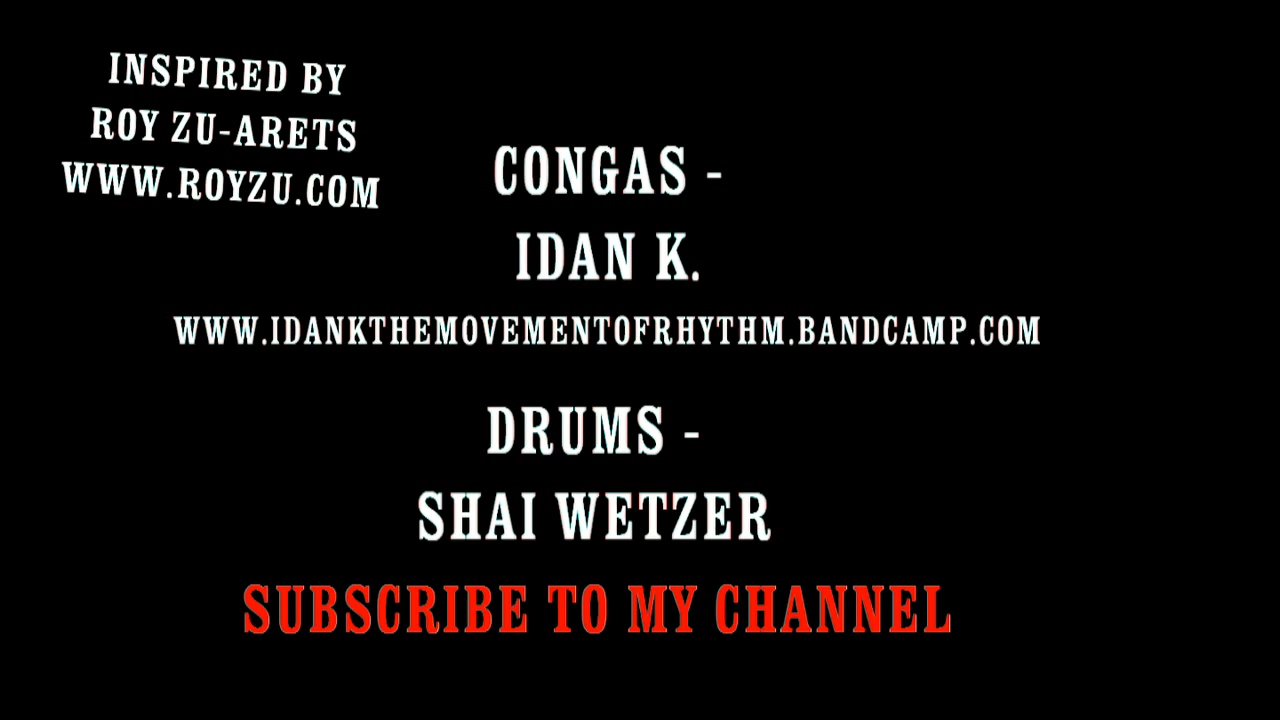 INSPIRED BY
ROY ZU-ARETS
WWW.ROYZU.COM
CONGAS -
IDAN K.
WWW.IDANKTHEMOVEMENTOFRHYTHM.BANDCAMP.COM
DRUMS -
SHAI WETZER
SUBSCRIBE TO MY CHANNEL